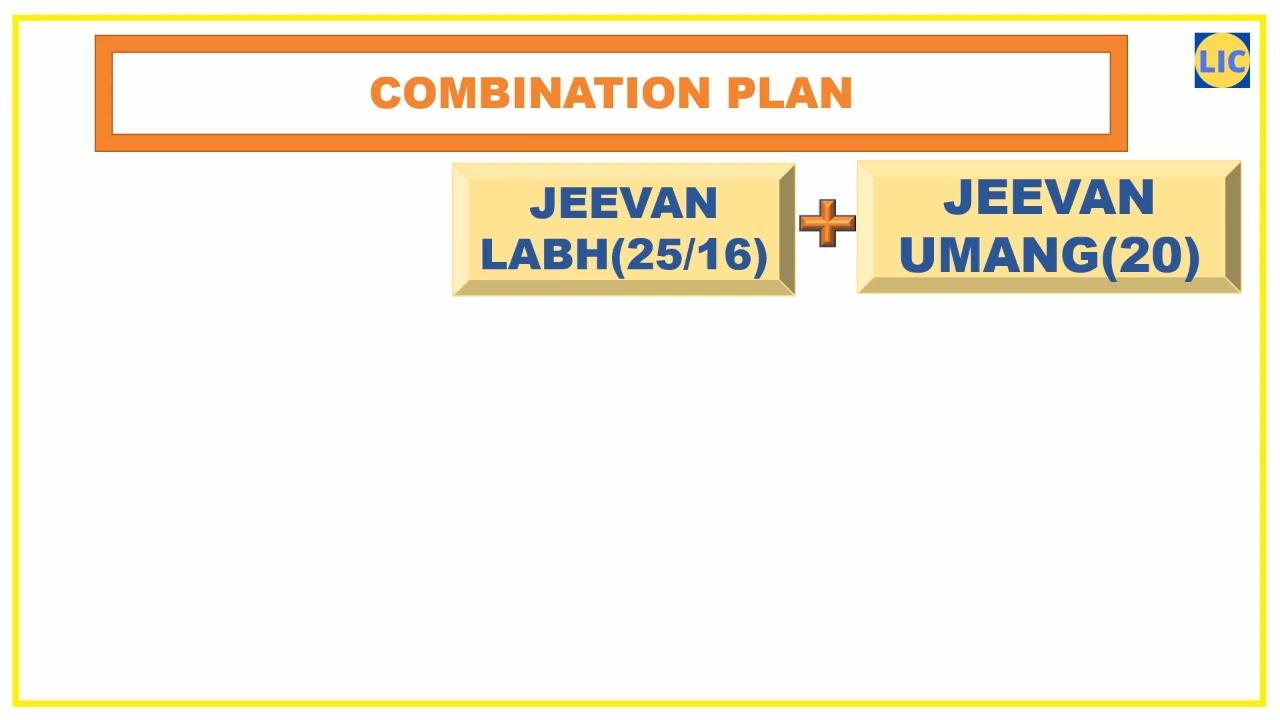 COMBINATION PLAN
LIC
JEEVAN
LABH(25/16)
JEEVAN
UMANG(20)